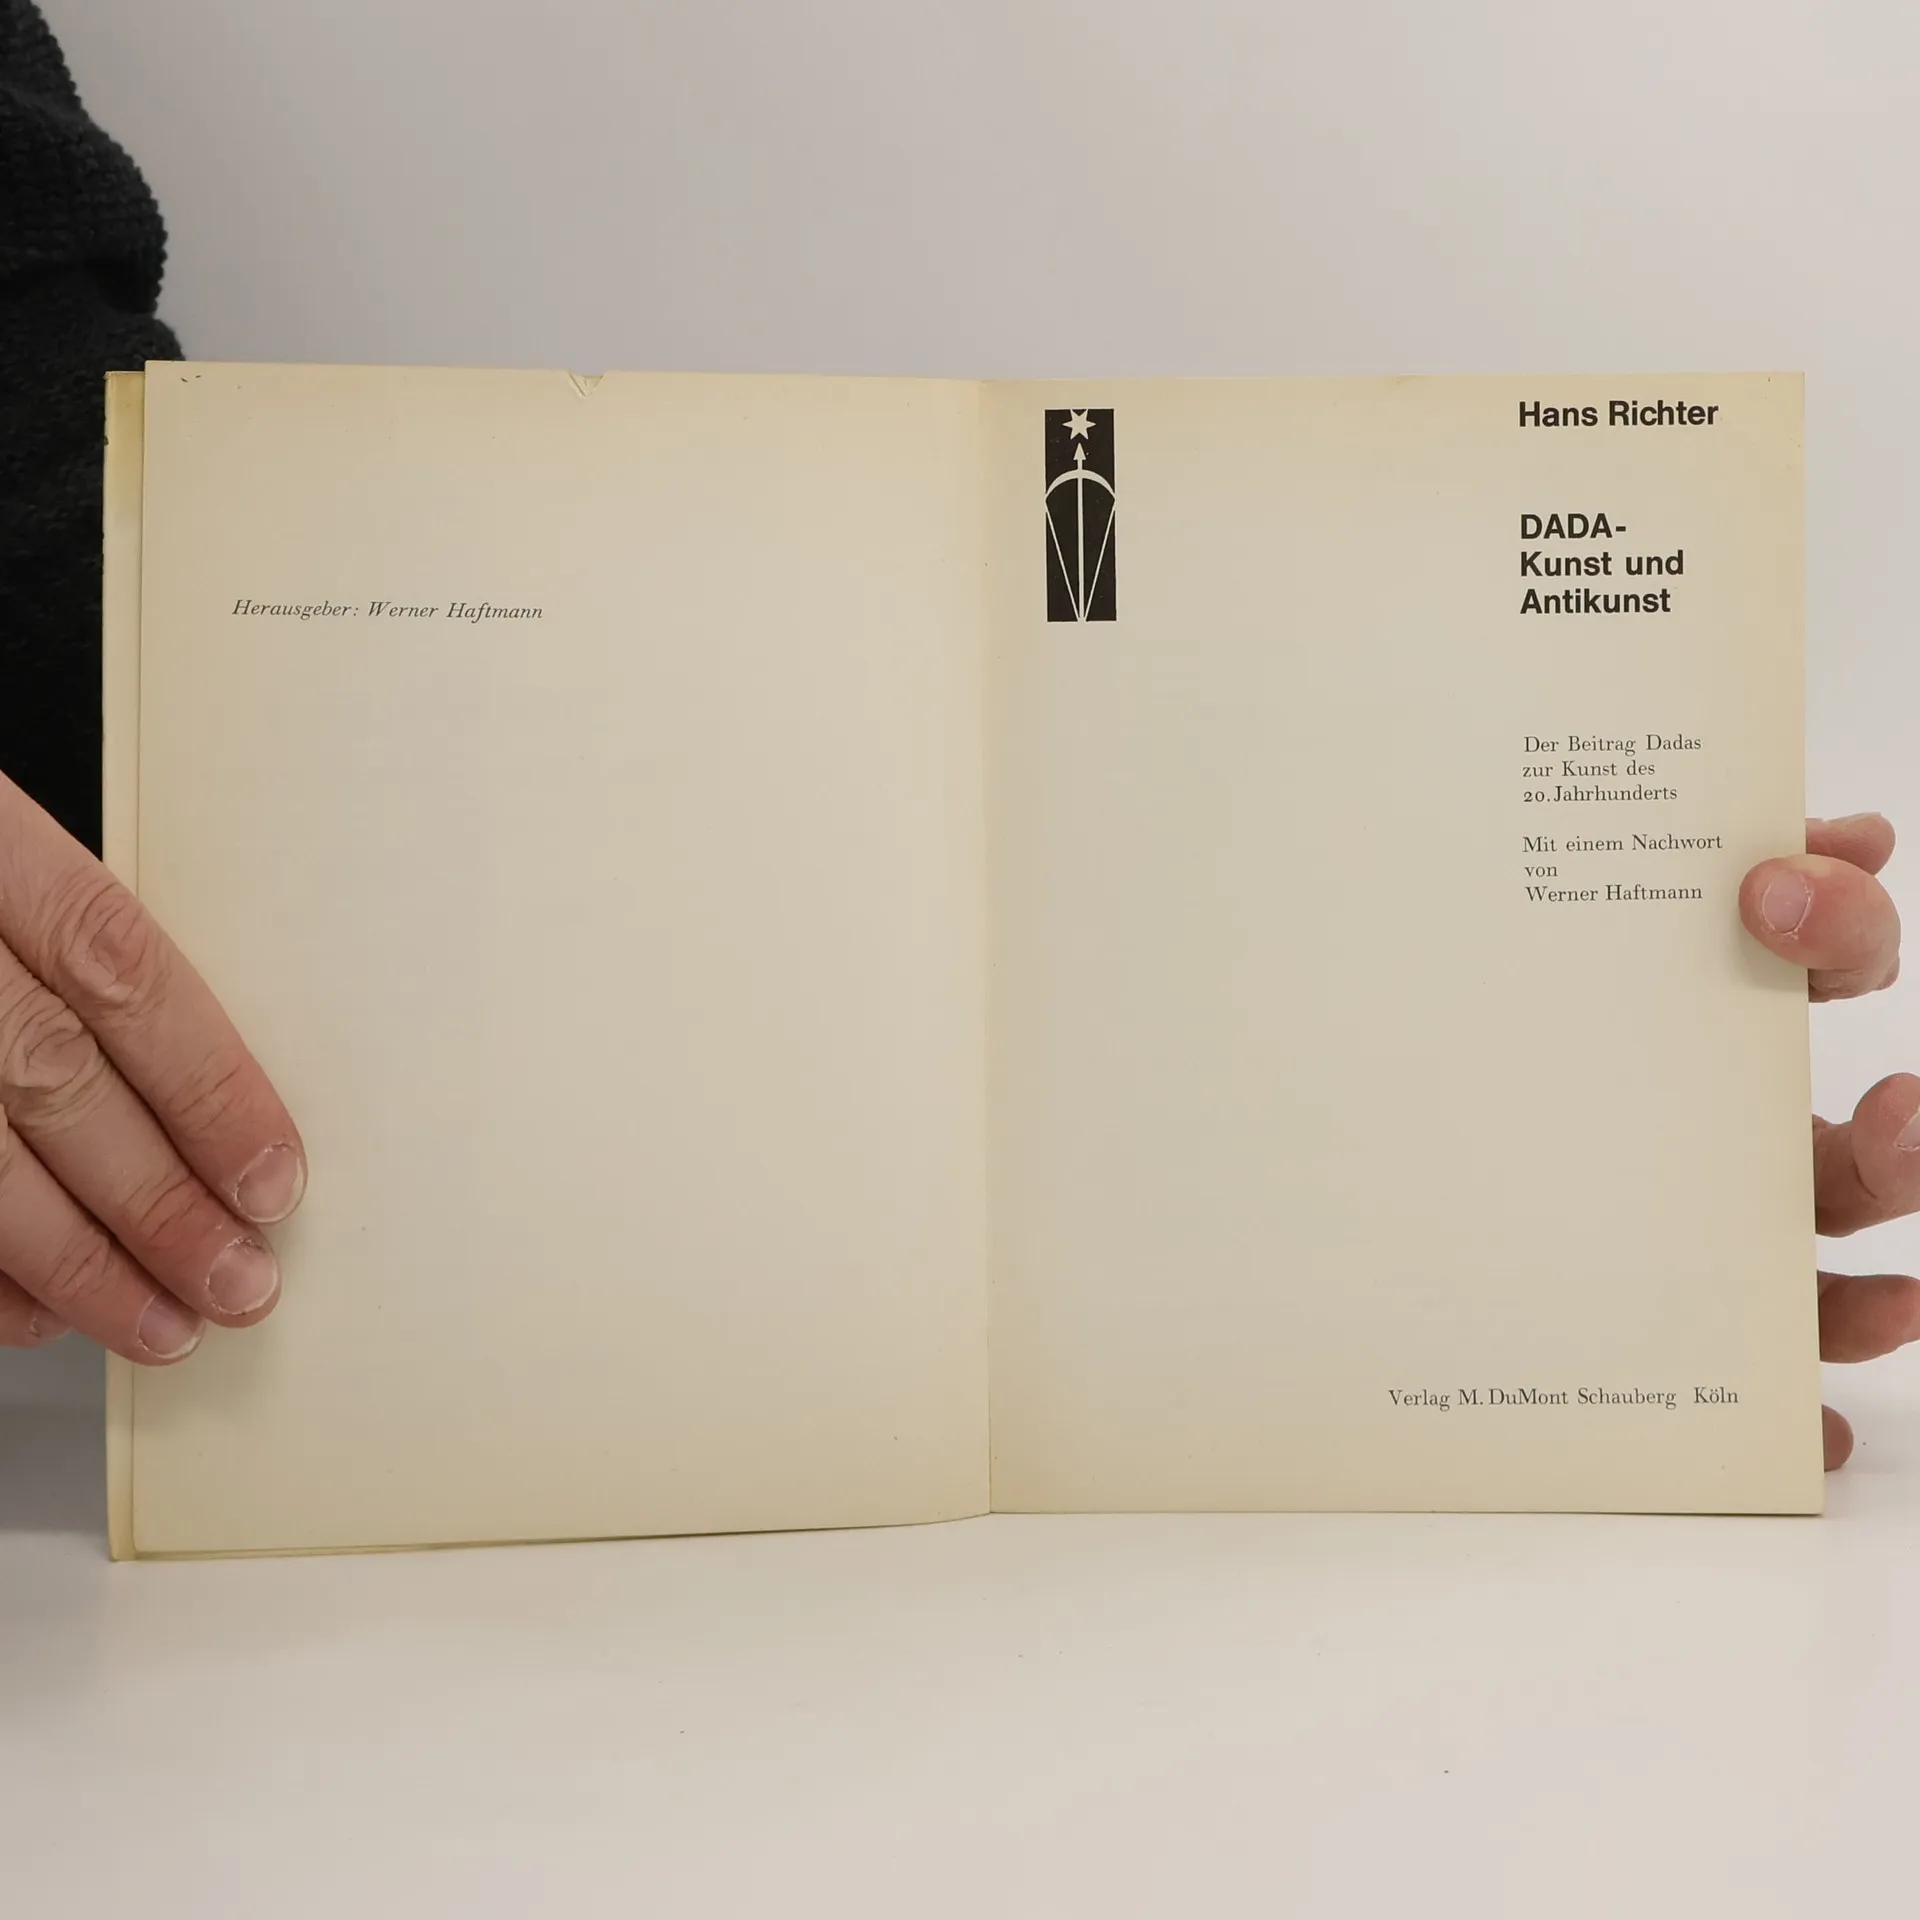 Herausgeber: Werner Haftmann
Hans Richter
DADA-
Kunst und
Antikunst
Der Beitrag Dadas
zur Kunst des
20. Jahrhunderts
Mit einem Nachwort
von
Werner Haftmann
Verlag M. DuMont Schauberg Köln